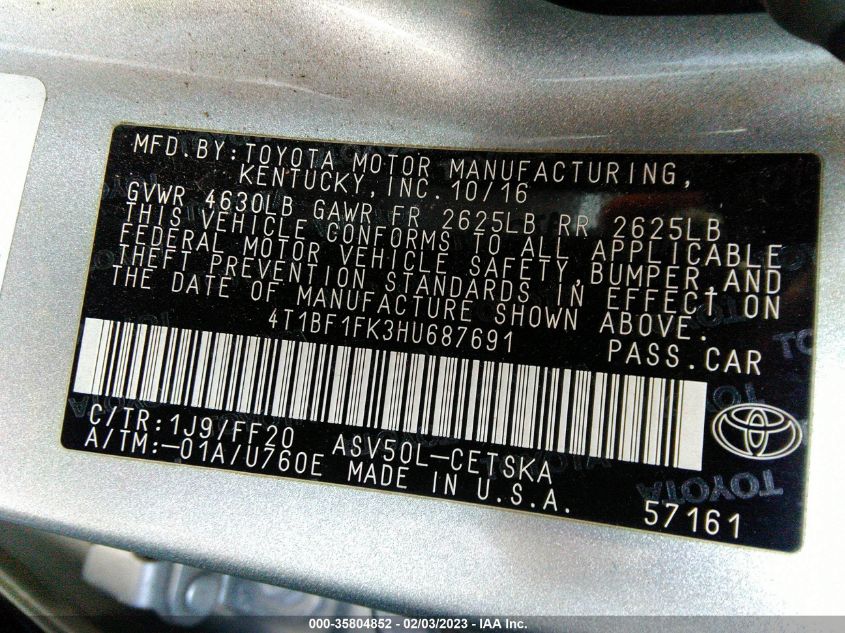 MFD.BY:TOYOTA MOTOR MANUFACTURING,
KENTUCKY, INC. 10/16
GVWR 4630LB GAWR FR 2625LB RR 2625LB
THIS VEHICLE CONFORMS TO ALL APPLICABLE
FEDERAL MOTOR VEHICLE SAFETY,BUMPER,AND
THEFT PREVENTION STANDARDS IN EFFECT ON
THE DATE OF MANUFACTURE SHOWN ABOVE.
4T1BF1FK3HU687691
PASS.CAR
C/TR:1J9/FF20 ASV50L-CETSKA
A/TM:-01A/U760E MADE IN U.S.A.
TOYOTA
57161
000-35804852 - 02/03/2023 - IAA Inc.